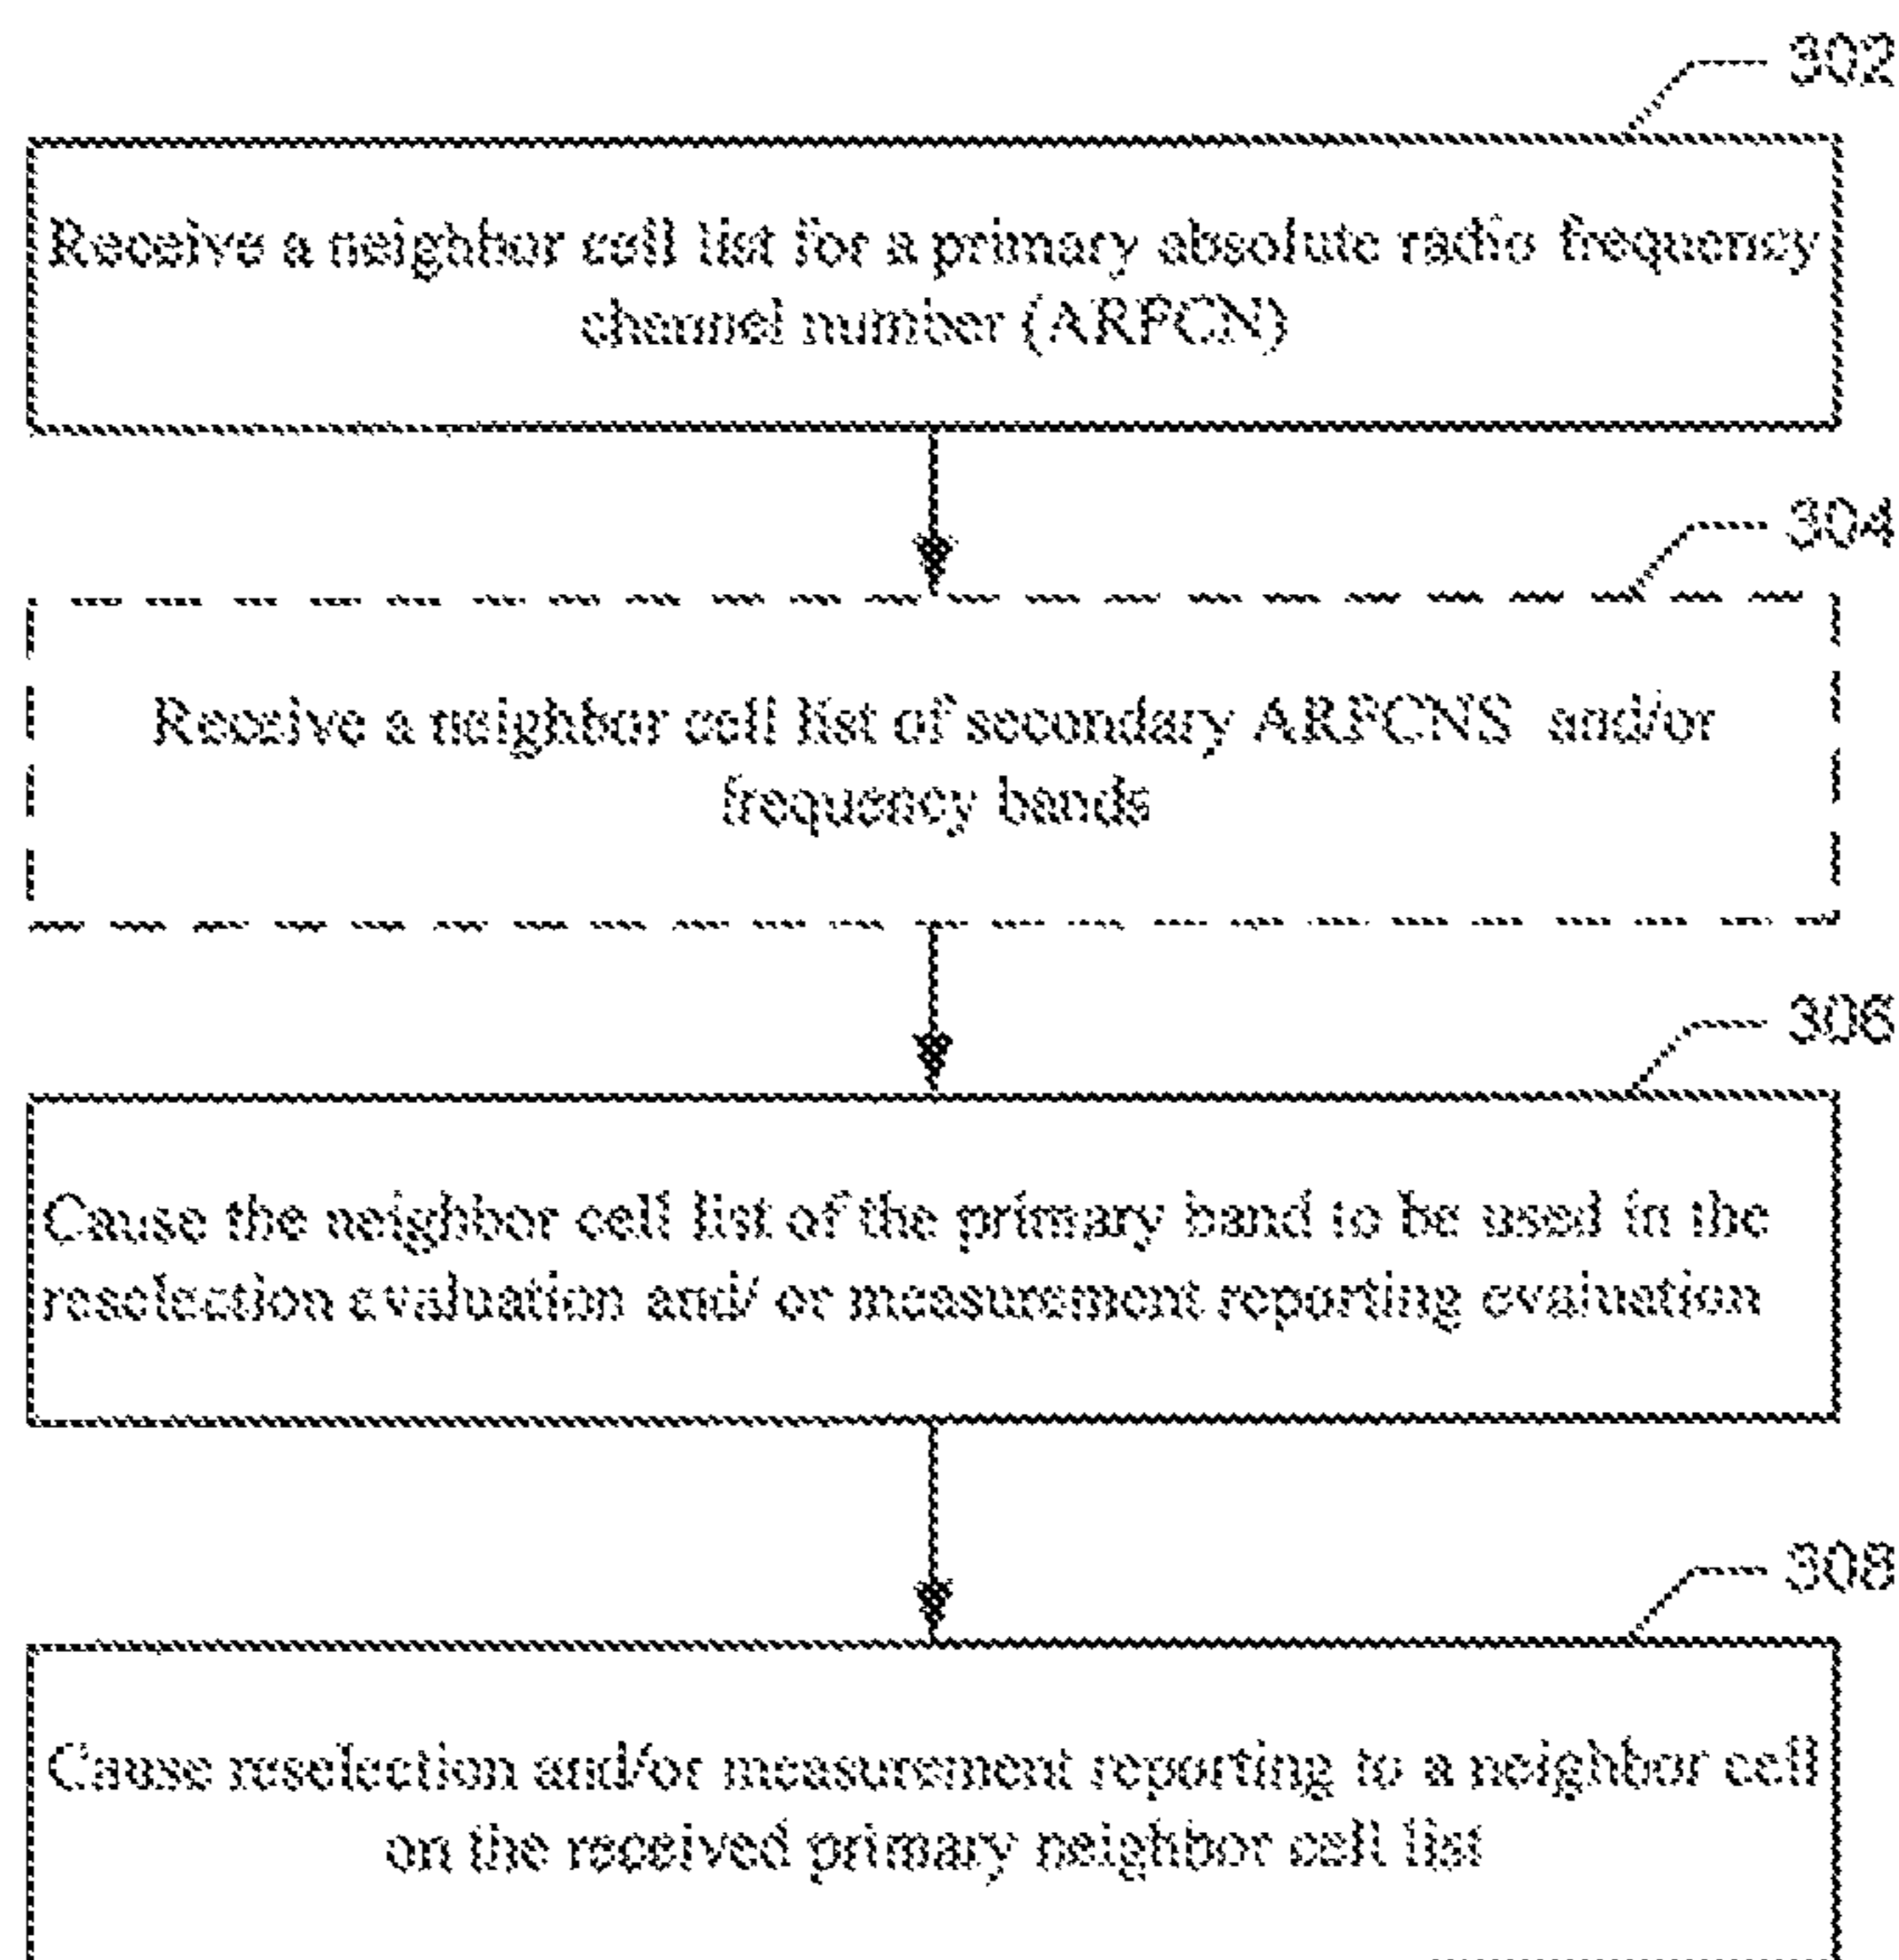 302
Receive a neighbor cell list for a primary absolute radio frequency
channel number (ARFCN)
304
Receive a neighbor cell list of secondary ARFCNS and/or
frequency bands
306
Cause the neighbor cell list of the primary band to be used in the
reselection evaluation and/ or measurement reporting evaluation
308
Cause reselection and/or measurement reporting to a neighbor cell
on the received primary neighbor cell list